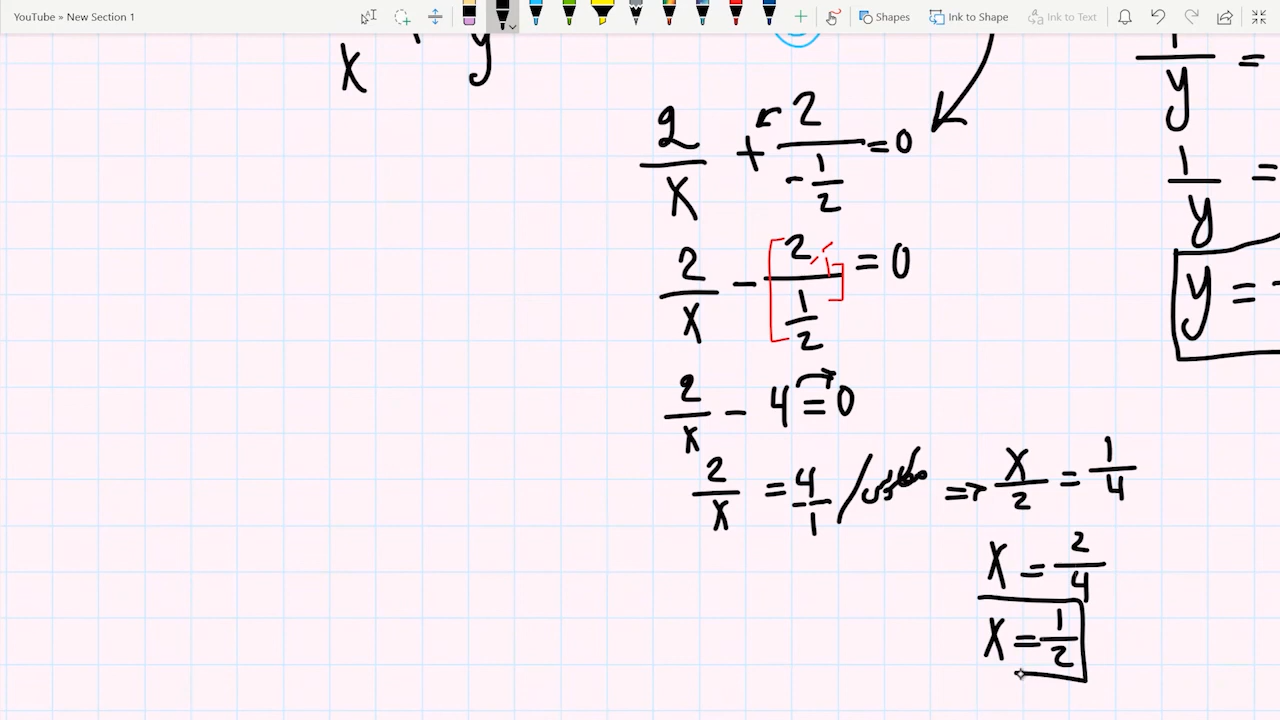 Youtube » New Section 1
Shapes
Ink to Shape
Ink to Text
x y
2/x + 2/(-1/2) = 0
2/x - 2/(1/2) = 0
2/x - 4 = 0
2/x = 4/1 / => x/2 = 1/4
x = 2/4
x = 1/2
1/y =
1/y =
y =